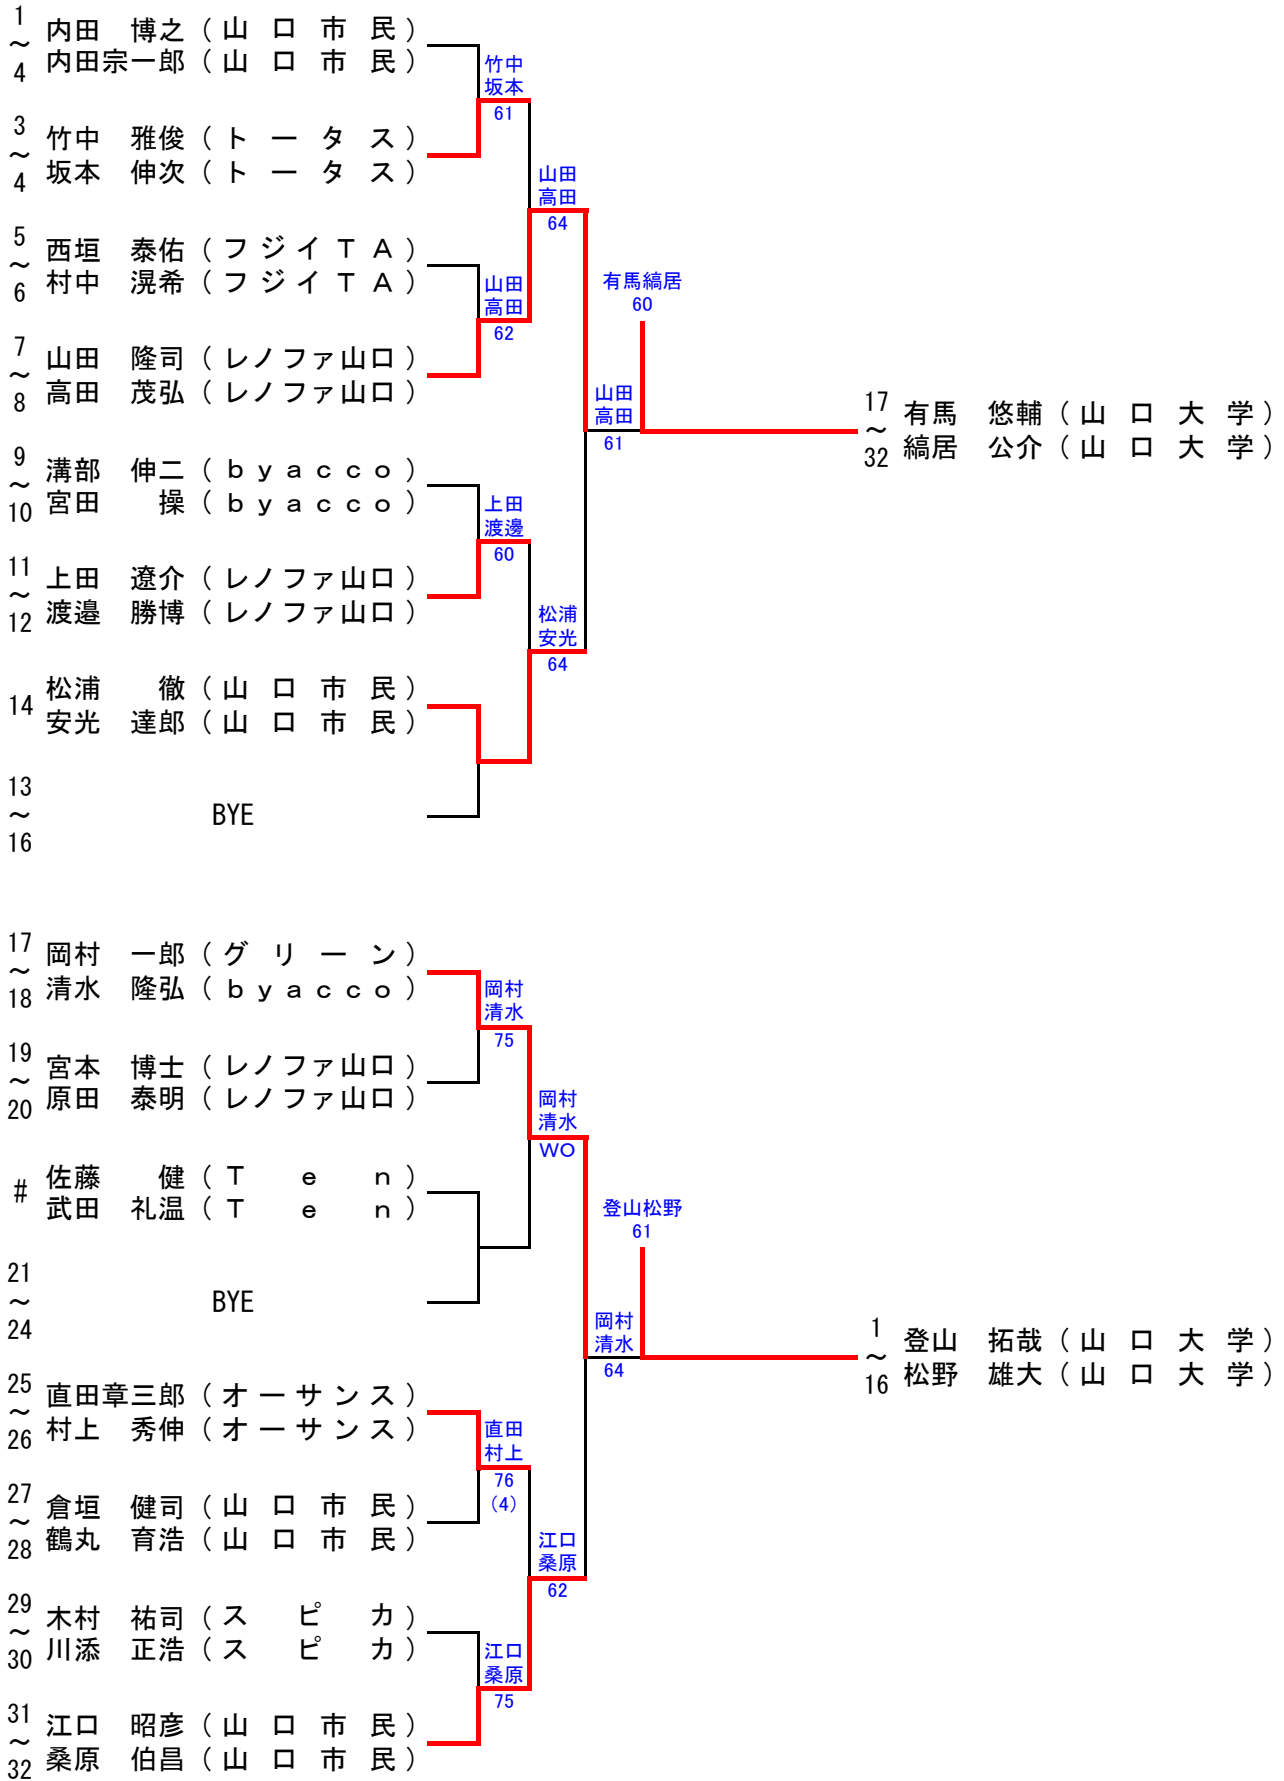 1
～
4
内田　博之（山　口　市　民）
内田宗一郎（山　口　市　民）
竹中
坂本
61
3
～
4
竹中　雅俊（ト　ー　タ　ス）
坂本　伸次（ト　ー　タ　ス）
山田
高田
64
5
～
6
西垣　泰佑（フジイＴＡ）
村中　滉希（フジイＴＡ）
山田
高田
62
有馬縞居
60
7
～
8
山田　隆司（レノファ山口）
高田　茂弘（レノファ山口）
山田
高田
61
17
～
32
有馬　悠輔（山　口　大　学）
縞居　公介（山　口　大　学）
9
～
10
溝部　伸二（ｂｙａｃｃｏ）
宮田　　操（ｂｙａｃｃｏ）
上田
渡邊
60
11
～
12
上田　遼介（レノファ山口）
渡邉　勝博（レノファ山口）
松浦
安光
64
14
松浦　　徹（山　口　市　民）
安光　達郎（山　口　市　民）
13
～
16
BYE
17
～
18
岡村　一郎（グ　リ　ー　ン）
清水　隆弘（ｂｙａｃｃｏ）
岡村
清水
75
19
～
20
宮本　博士（レノファ山口）
原田　泰明（レノファ山口）
岡村
清水
WO
#
佐藤　　健（Ｔ　ｅ　ｎ）
武田　礼温（Ｔ　ｅ　ｎ）
登山松野
61
21
～
24
BYE
岡村
清水
64
1
～
16
登山　拓哉（山　口　大　学）
松野　雄大（山　口　大　学）
25
～
26
直田章三郎（オーサンス）
村上　秀伸（オーサンス）
直田
村上
76
(4)
27
～
28
倉垣　健司（山　口　市　民）
鶴丸　育浩（山　口　市　民）
江口
桑原
62
29
～
30
木村　祐司（ス　ピ　カ）
川添　正浩（ス　ピ　カ）
江口
桑原
75
31
～
32
江口　昭彦（山　口　市　民）
桑原　伯昌（山　口　市　民）